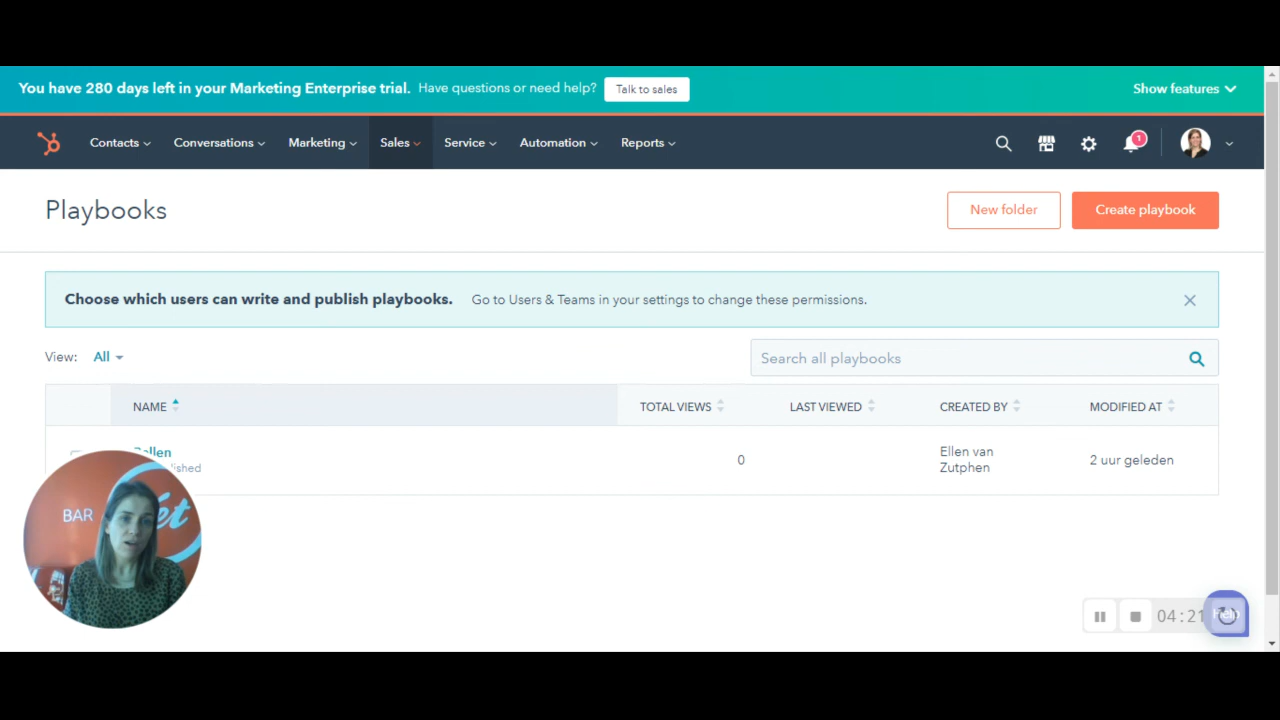 You have 280 days left in your Marketing Enterprise trial. Have questions or need help? Talk to sales Show features
Contacts Conversations Marketing Sales Service Automation Reports 1
Playbooks New folder Create playbook
Choose which users can write and publish playbooks. Go to Users & Teams in your settings to change these permissions.
View: All Search all playbooks
NAME TOTAL VIEWS LAST VIEWED CREATED BY MODIFIED AT
0 Ellen van Zutphen 2 uur geleden
BAR
04:21 Help